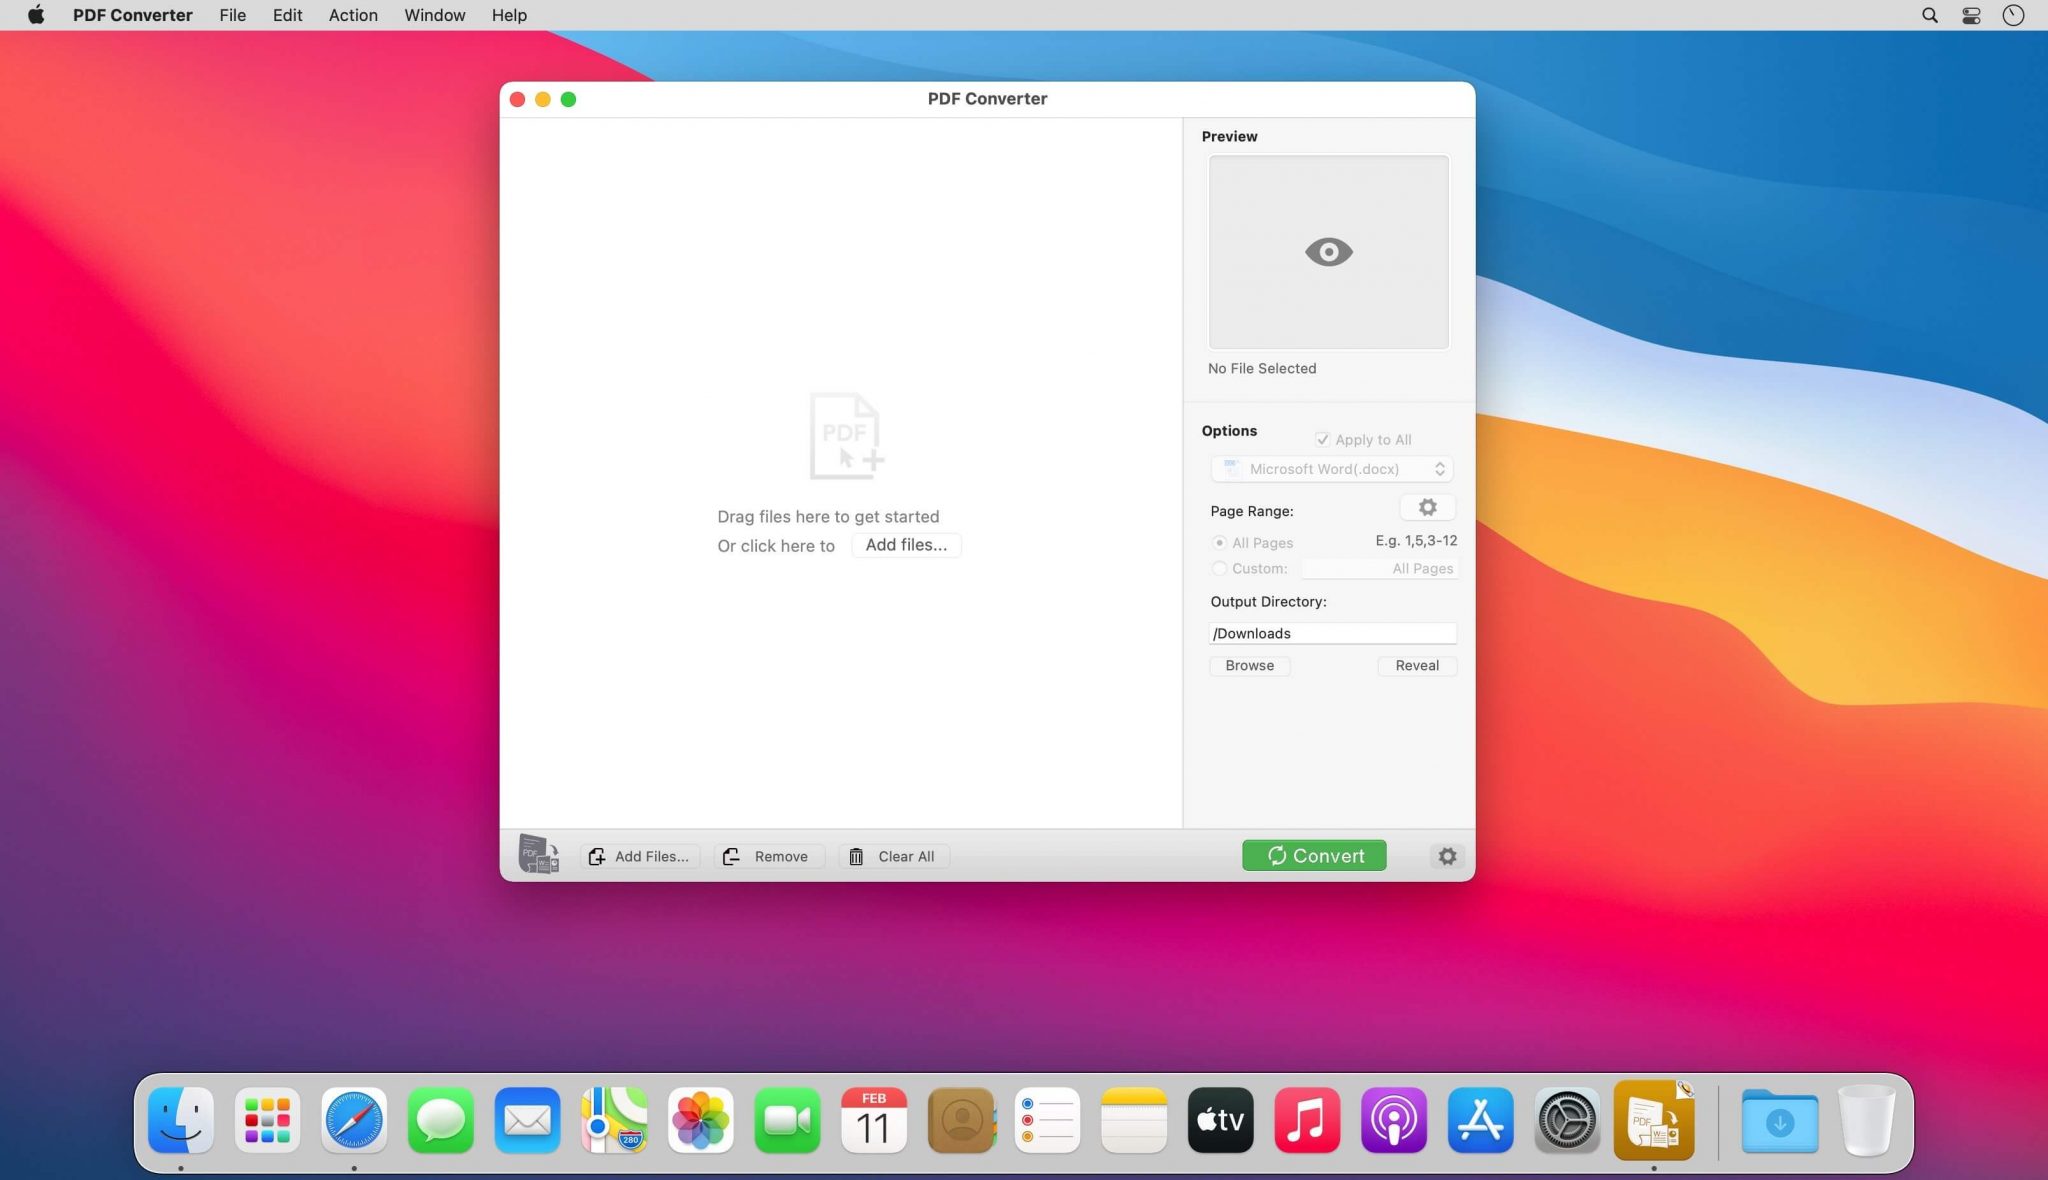 PDF Converter File Edit Action Window Help
PDF Converter
Preview
No File Selected
Options
Apply to All
Microsoft Word(.docx)
Page Range:
All Pages E.g. 1,5,3-12
Custom: All Pages
Output Directory:
/Downloads
Browse Reveal
PDF
Drag files here to get started
Or click here to Add files...
PDF
W
Add Files... Remove Clear All Convert
280
FEB
11
tv
PDF
W